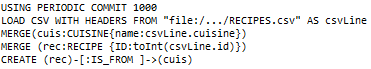 USING PERIODIC COMMIT 1000
LOAD CSV WITH HEADERS FROM "file:/.../RECIPES.csv" AS csvLine
MERGE(cuis:CUISINE{name:csvLine.cuisine})
MERGE (rec:RECIPE {ID:toInt(csvLine.id)})
CREATE (rec)-[:IS_FROM ]->(cuis)